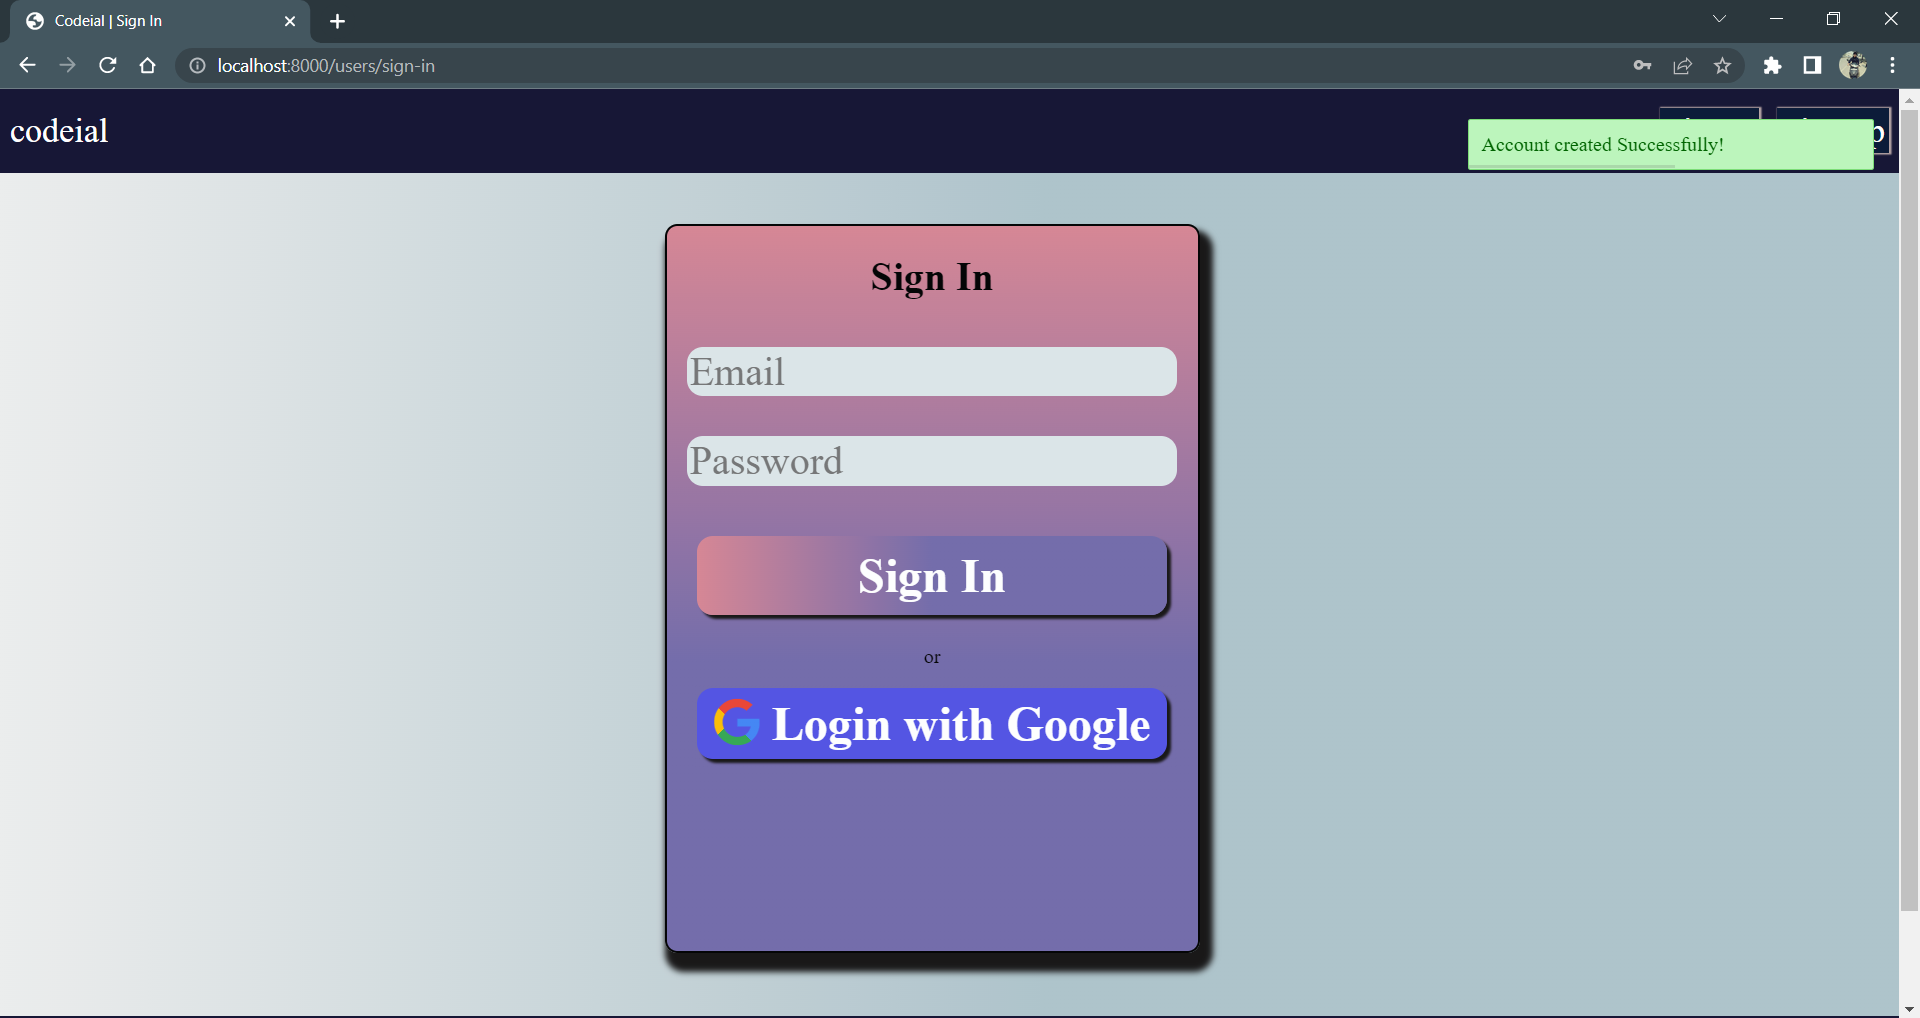 Codeial | Sign In
localhost:8000/users/sign-in
codeial
Account created Successfully!
Sign In
Email
Password
Sign In
or
Login with Google